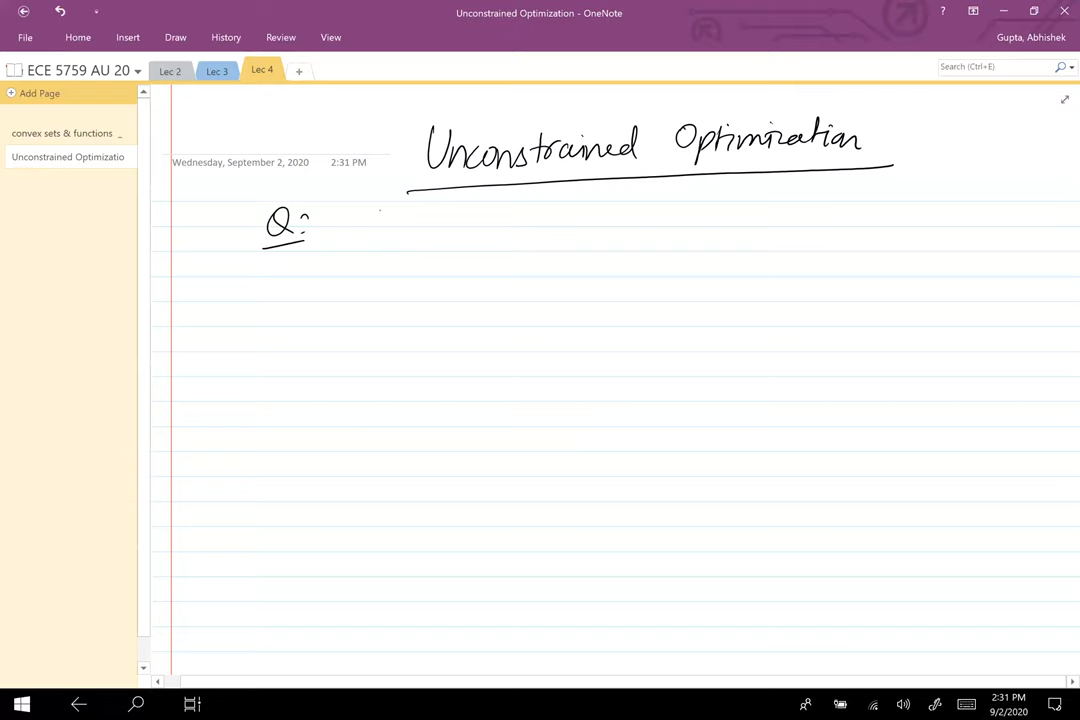 Unconstrained Optimization - OneNote
?
File Home Insert Draw History Review View
Gupta, Abhishek
ECE 5759 AU 20 Lec 2 Lec 3 Lec 4 +
Search (Ctrl+E)
Add Page
convex sets & functions _
Unconstrained Optimizatio
Unconstrained Optimization
Wednesday, September 2, 2020 2:31 PM
Q:
2:31 PM
9/2/2020